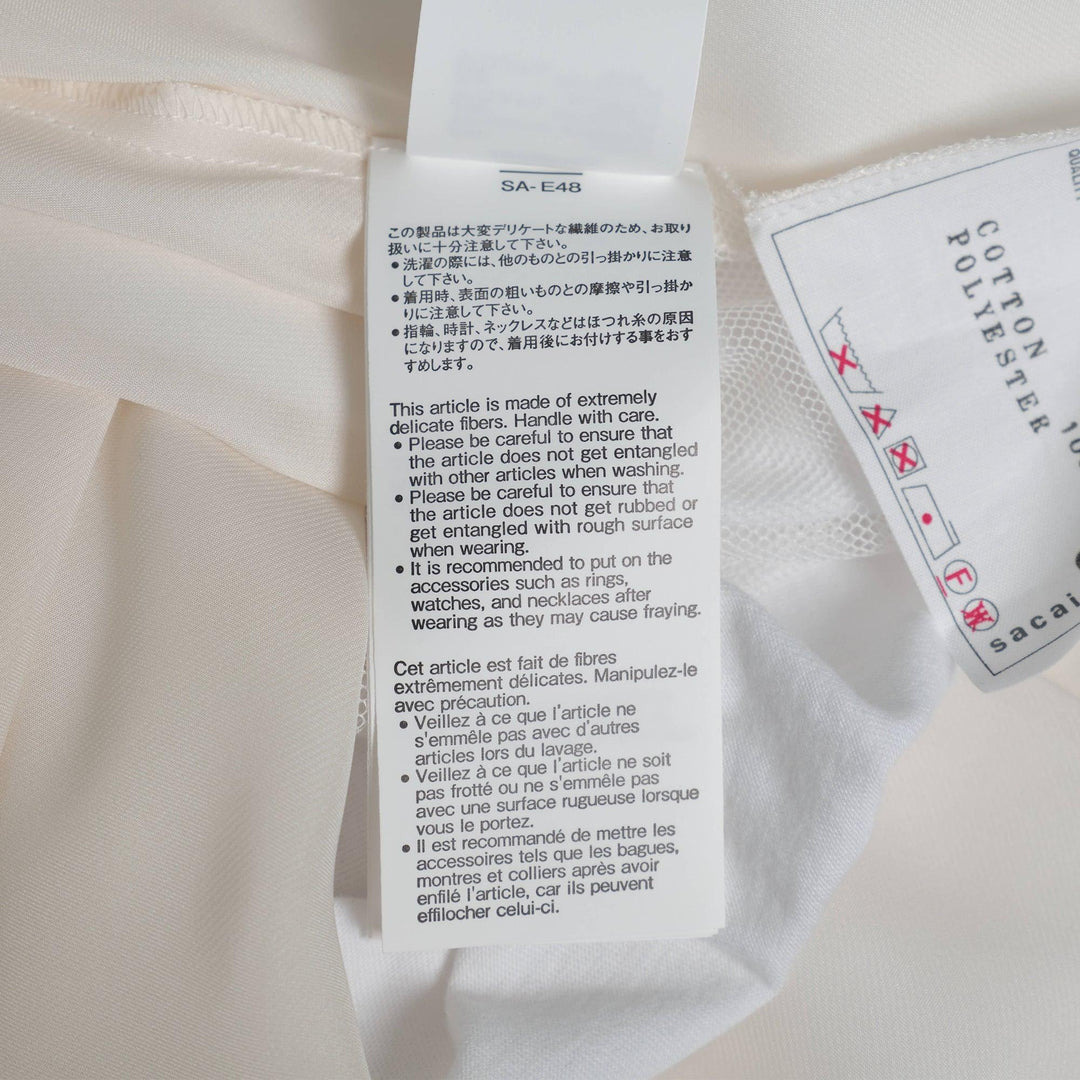 SA-E48
この製品は大変デリケートな繊維のため、お取り
扱いに十分注意して下さい。
● 洗濯の際には、他のものとの引っ掛かりに注意
して下さい。
● 着用時、表面の粗いものとの摩擦や引っ掛か
りに注意して下さい。
● 指輪、時計、ネックレスなどはほつれ糸の原因
になりますので、着用後にお付けする事をおす
すめします。
This article is made of extremely
delicate fibers. Handle with care.
● Please be careful to ensure that
the article does not get entangled
with other articles when washing.
● Please be careful to ensure that
the article does not get rubbed or
get entangled with rough surface
when wearing.
● It is recommended to put on the
accessories such as rings,
watches, and necklaces after
wearing as they may cause fraying.
Cet article est fait de fibres
extrêmement délicates. Manipulez-le
avec précaution.
● Veillez à ce que l'article ne
s'emmêle pas avec d'autres
articles lors du lavage.
● Veillez à ce que l'article ne soit
pas frotté ou ne s'emmêle pas
avec une surface rugueuse lorsque
vous le portez.
● Il est recommandé de mettre les
accessoires tels que les bagues,
montres et colliers après avoir
enfilé l'article, car ils peuvent
effilocher celui-ci.
QUALITY
COTTON
POLYESTER
F
W
sacai